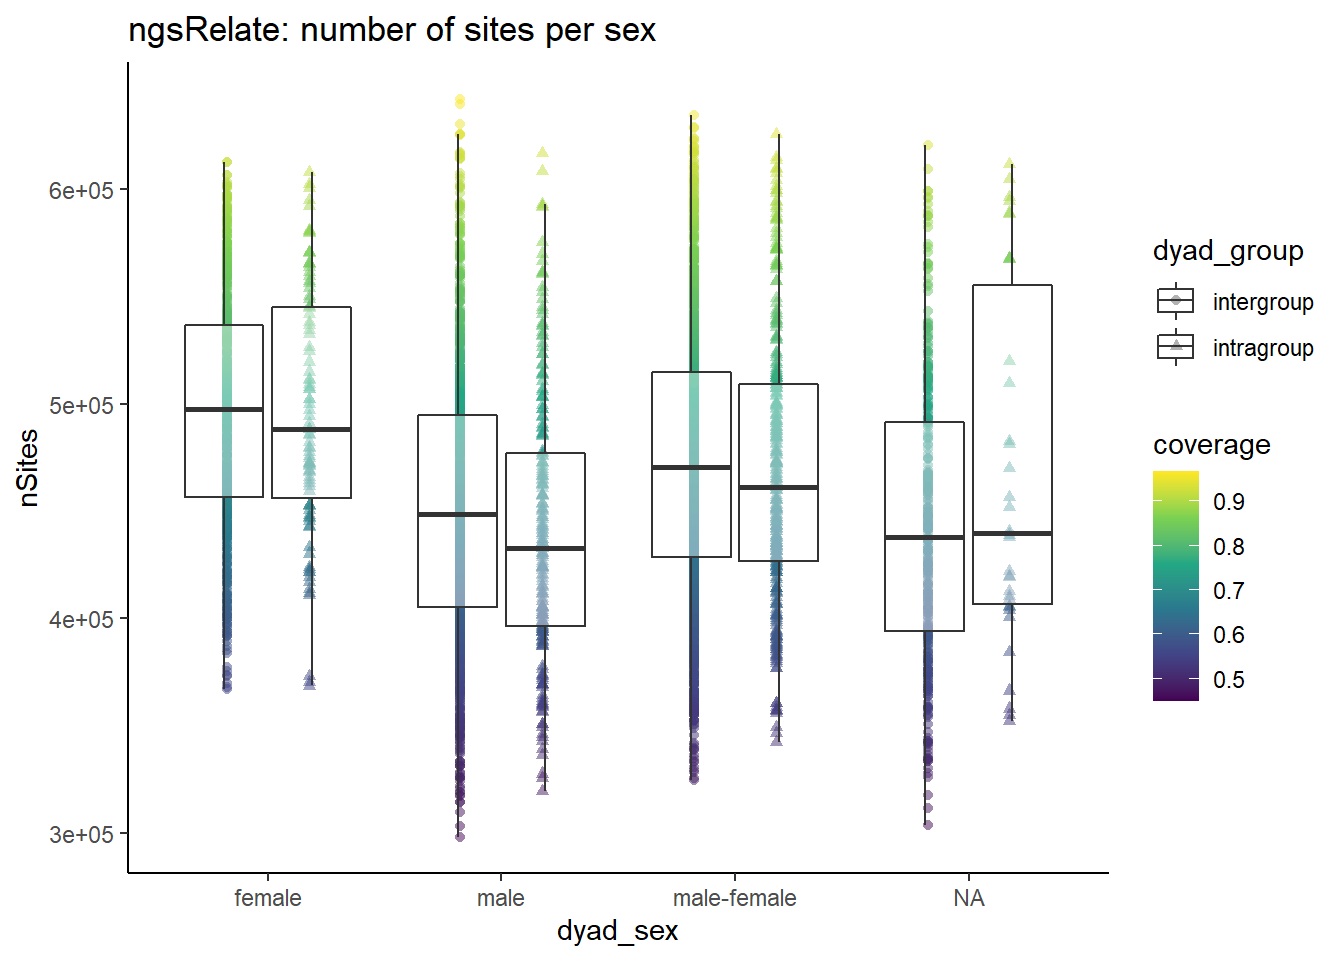 ngsRelate: number of sites per sex
nSites
6e+05
5e+05
4e+05
3e+05
female
male
male-female
NA
dyad_sex
dyad_group
intergroup
intragroup
coverage
0.9
0.8
0.7
0.6
0.5